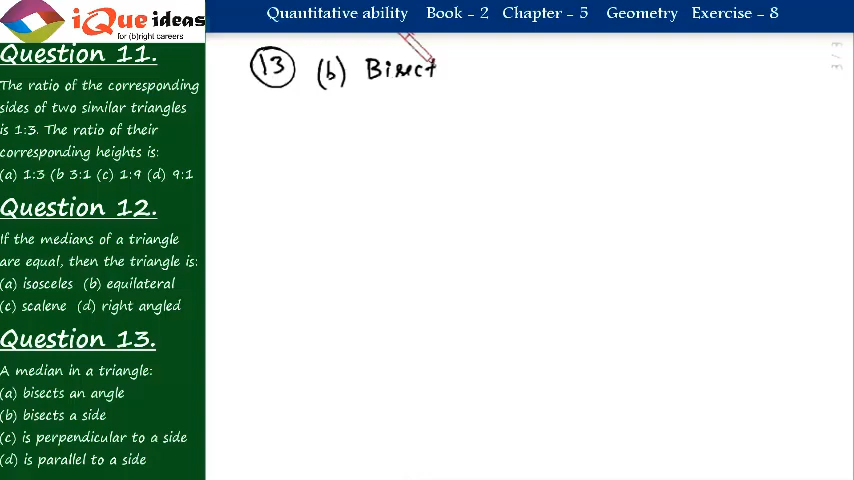 iQue ideas
for (b)right careers
Quantitative ability Book - 2 Chapter - 5 Geometry Exercise - 8
Question 11.
The ratio of the corresponding
sides of two similar triangles
is 1:3. The ratio of their
corresponding heights is:
(a) 1:3 (b 3:1 (c) 1:9 (d) 9:1
Question 12.
If the medians of a triangle
are equal, then the triangle is:
(a) isosceles (b) equilateral
(c) scalene (d) right angled
Question 13.
A median in a triangle:
(a) bisects an angle
(b) bisects a side
(c) is perpendicular to a side
(d) is parallel to a side
13 (b) Bisect